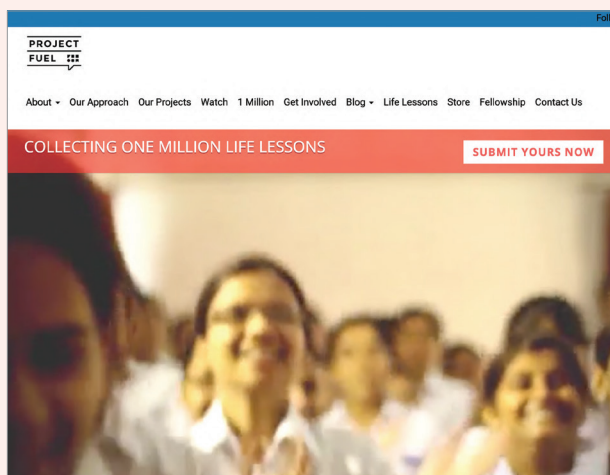 Foll
PROJECT
FUEL
About Our Approach Our Projects Watch 1 Million Get Involved Blog Life Lessons Store Fellowship Contact Us
COLLECTING ONE MILLION LIFE LESSONS
SUBMIT YOURS NOW